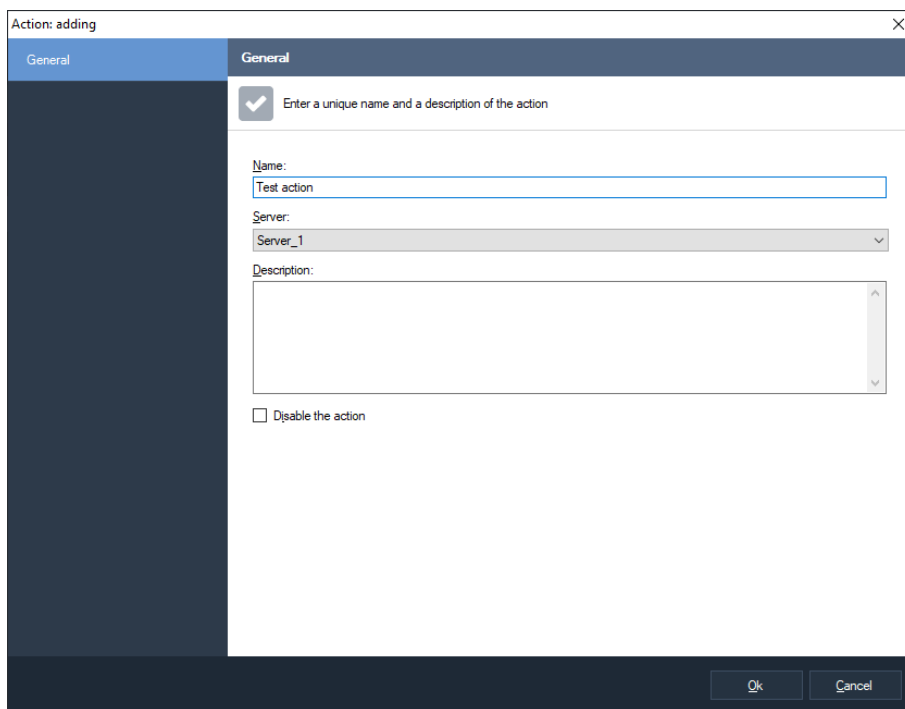 Action: adding
General
General
Enter a unique name and a description of the action
Name:
Test action
Server:
Server_1
Description:
Disable the action
Ok Cancel